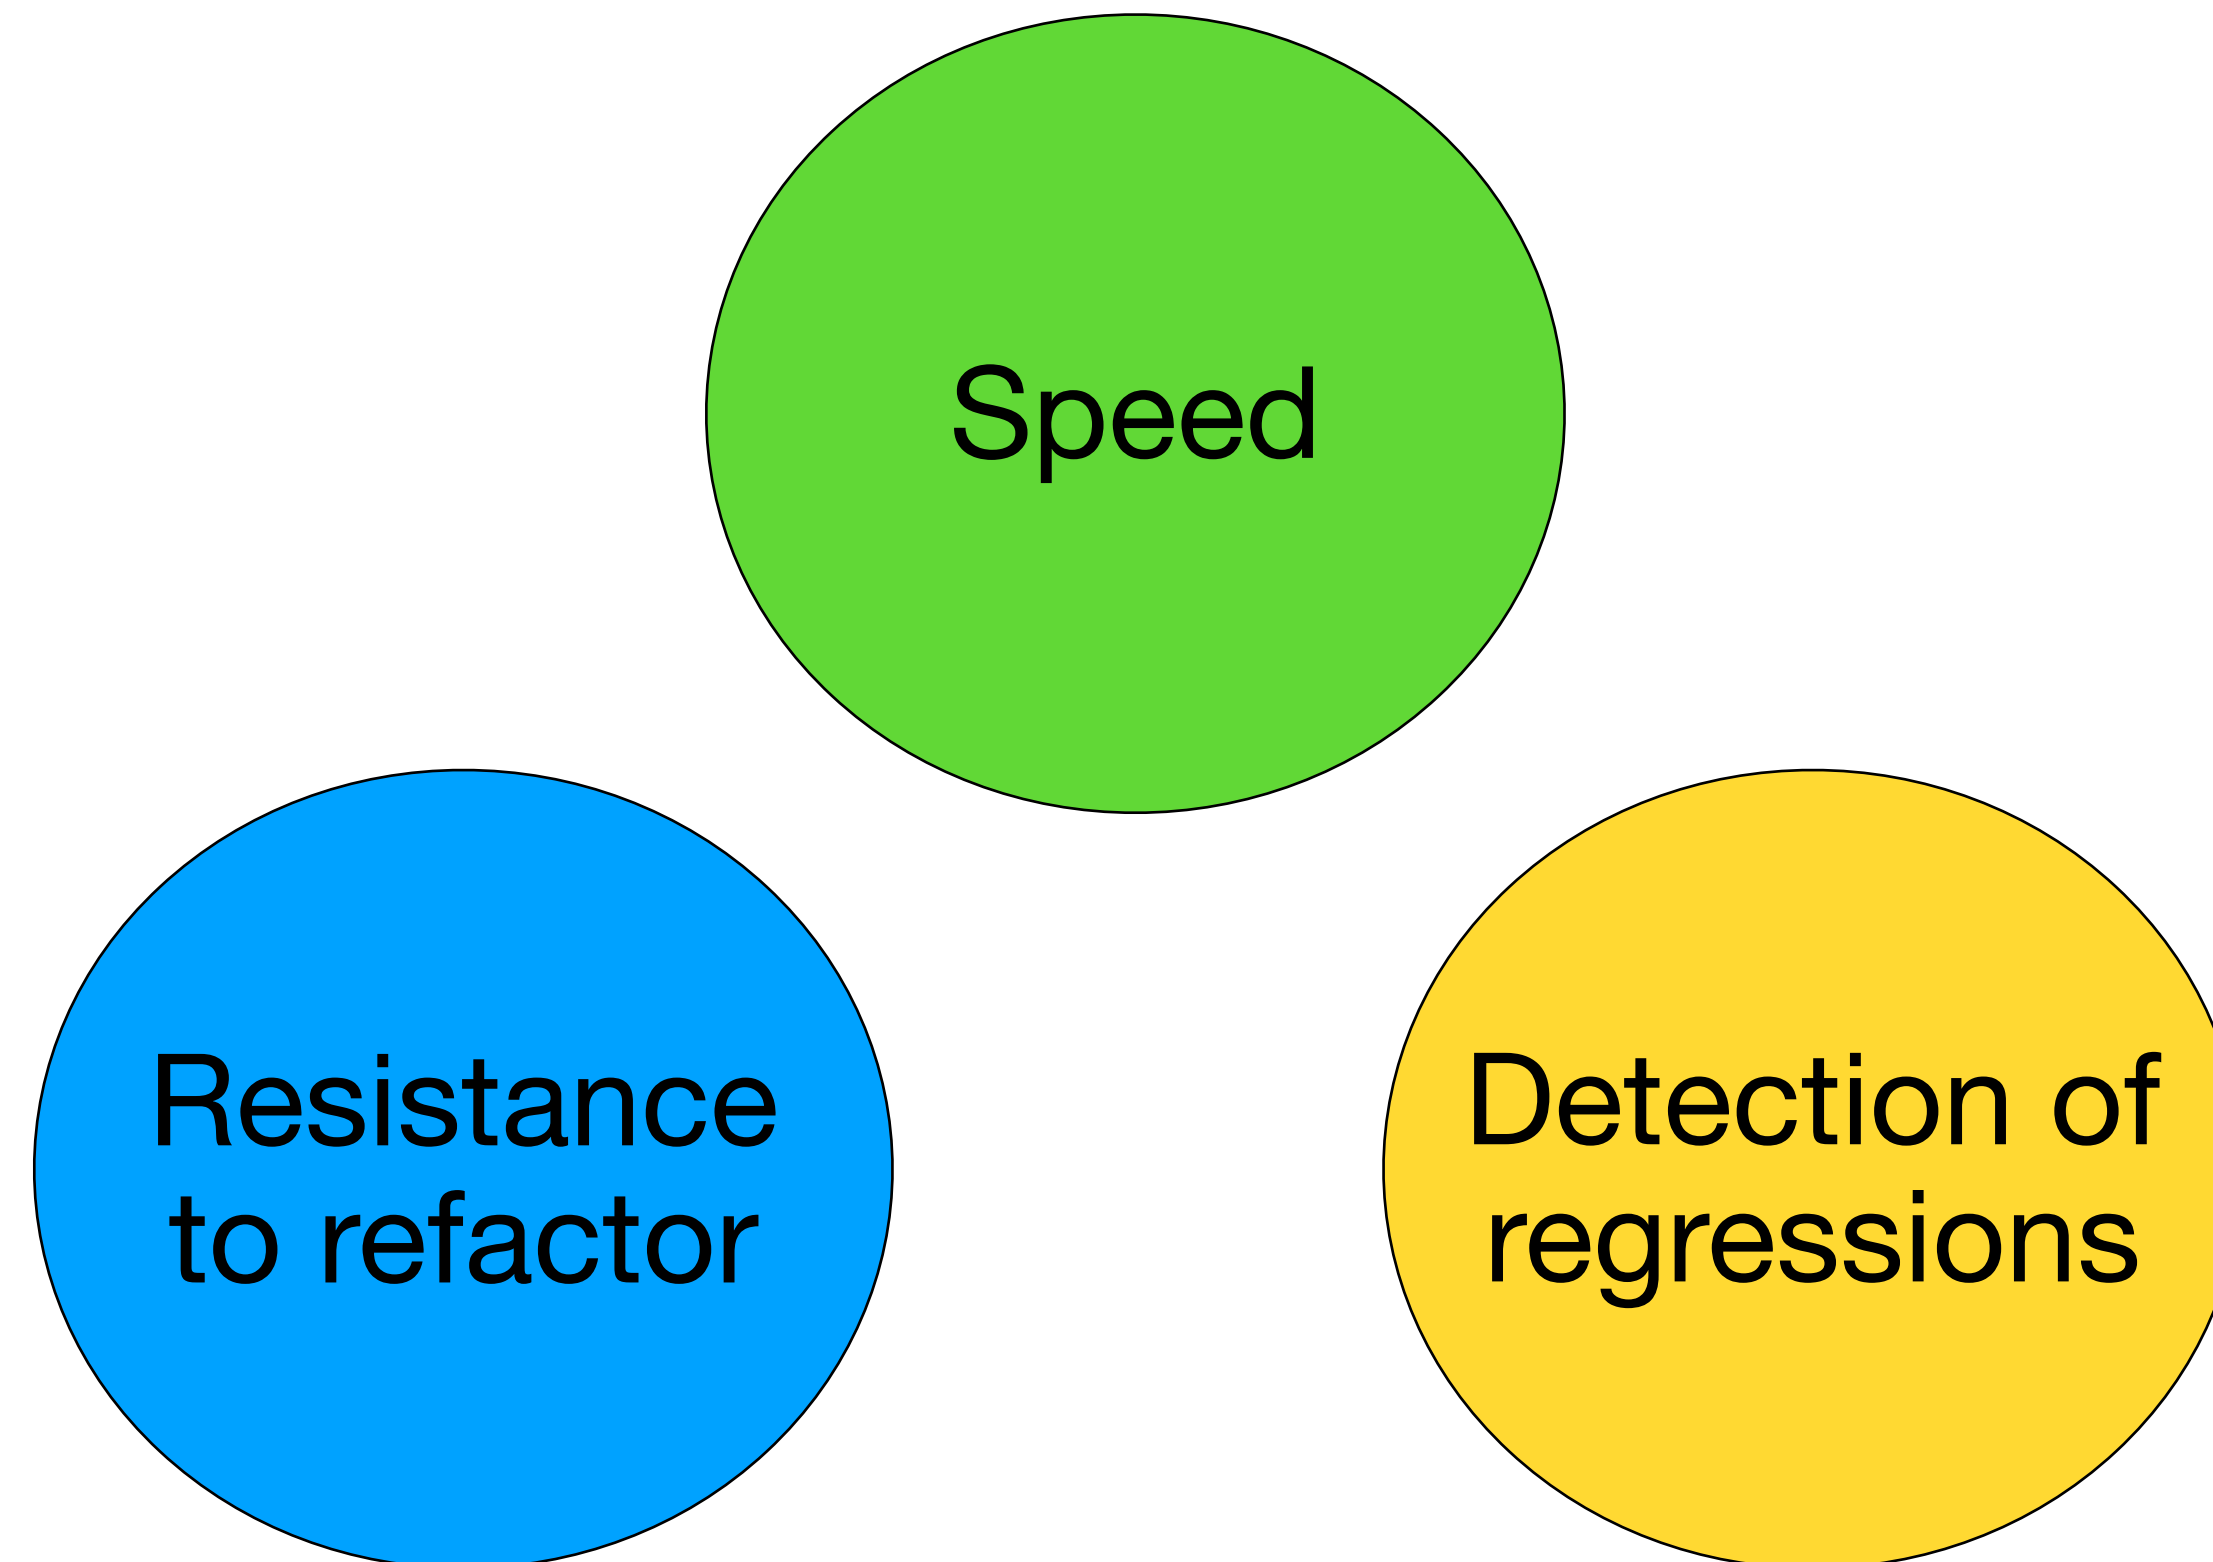 Speed
Resistance
to refactor
Detection of
regressions